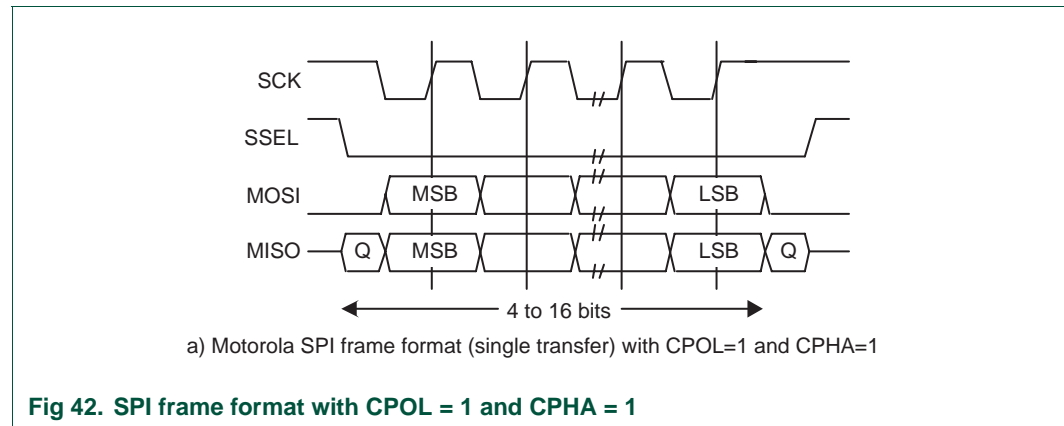 SCK
SSEL
MOSI MSB LSB
MISO Q MSB LSB Q
4 to 16 bits
a) Motorola SPI frame format (single transfer) with CPOL=1 and CPHA=1
Fig 42. SPI frame format with CPOL = 1 and CPHA = 1